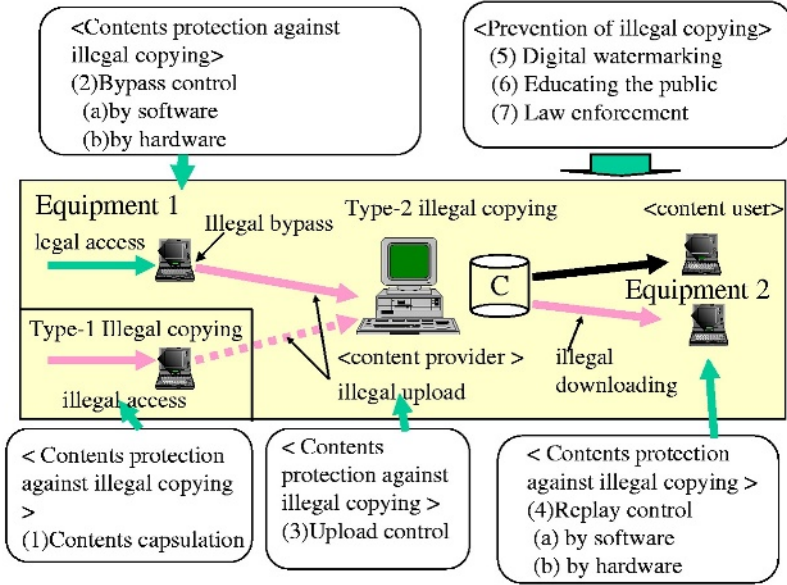 <Contents protection against
illegal copying>
(2)Bypass control
(a)by software
(b)by hardware
<Prevention of illegal copying>
(5) Digital watermarking
(6) Educating the public
(7) Law enforcement
Equipment 1
Illegal bypass
Type-2 illegal copying
<content user>
legal access
C
Equipment 2
Type-1 Illegal copying
<content provider >
illegal upload
illegal
downloading
illegal access
< Contents protection
against illegal copying
>
(1)Contents capsulation
< Contents
protection against
illegal copying >
(3)Upload control
< Contents protection
against illegal copying >
(4)Replay control
(a) by software
(b) by hardware